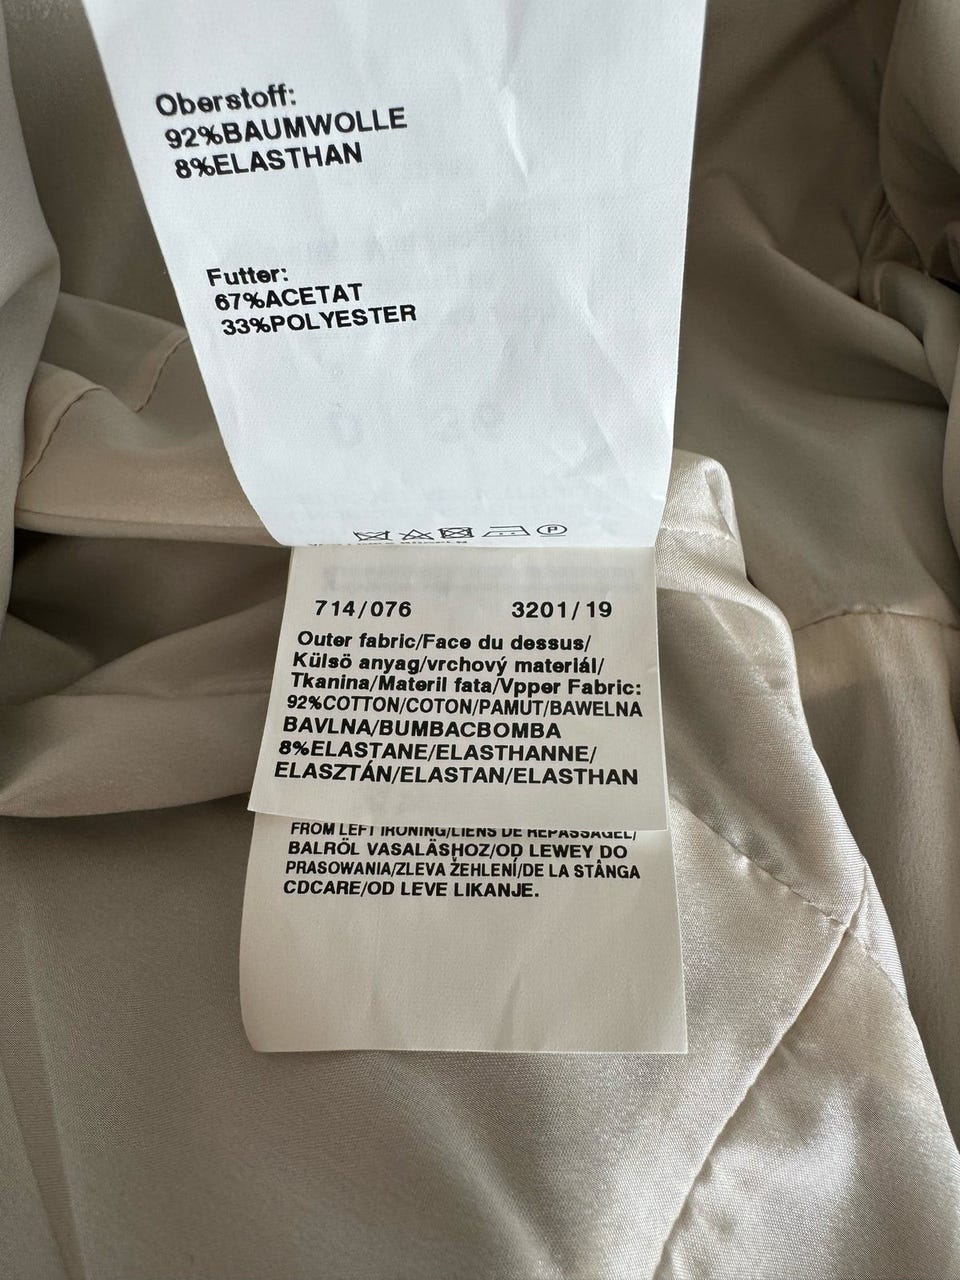 Oberstoff:
92%BAUMWOLLE
8%ELASTHAN
Futter:
67%ACETAT
33%POLYESTER
P
714/076 3201/19
Outer fabric/Face du dessus/
Külsö anyag/vrchový materiál/
Tkanina/Materil fata/Vpper Fabric:
92%COTTON/COTON/PAMUT/BAWELNA
BAVLNA/BUMBACBOMBA
8%ELASTANE/ELASTHANNE/
ELASZTÁN/ELASTAN/ELASTHAN
FROM LEFT IRONING/LIENS DE REPASSAGEL/
BALRÖL VASALÁSHOZ/OD LEWEY DO
PRASOWANIA/ZLEVA ŽEHLENÍ/DE LA STÂNGA
CDCARE/OD LEVE LIKANJE.